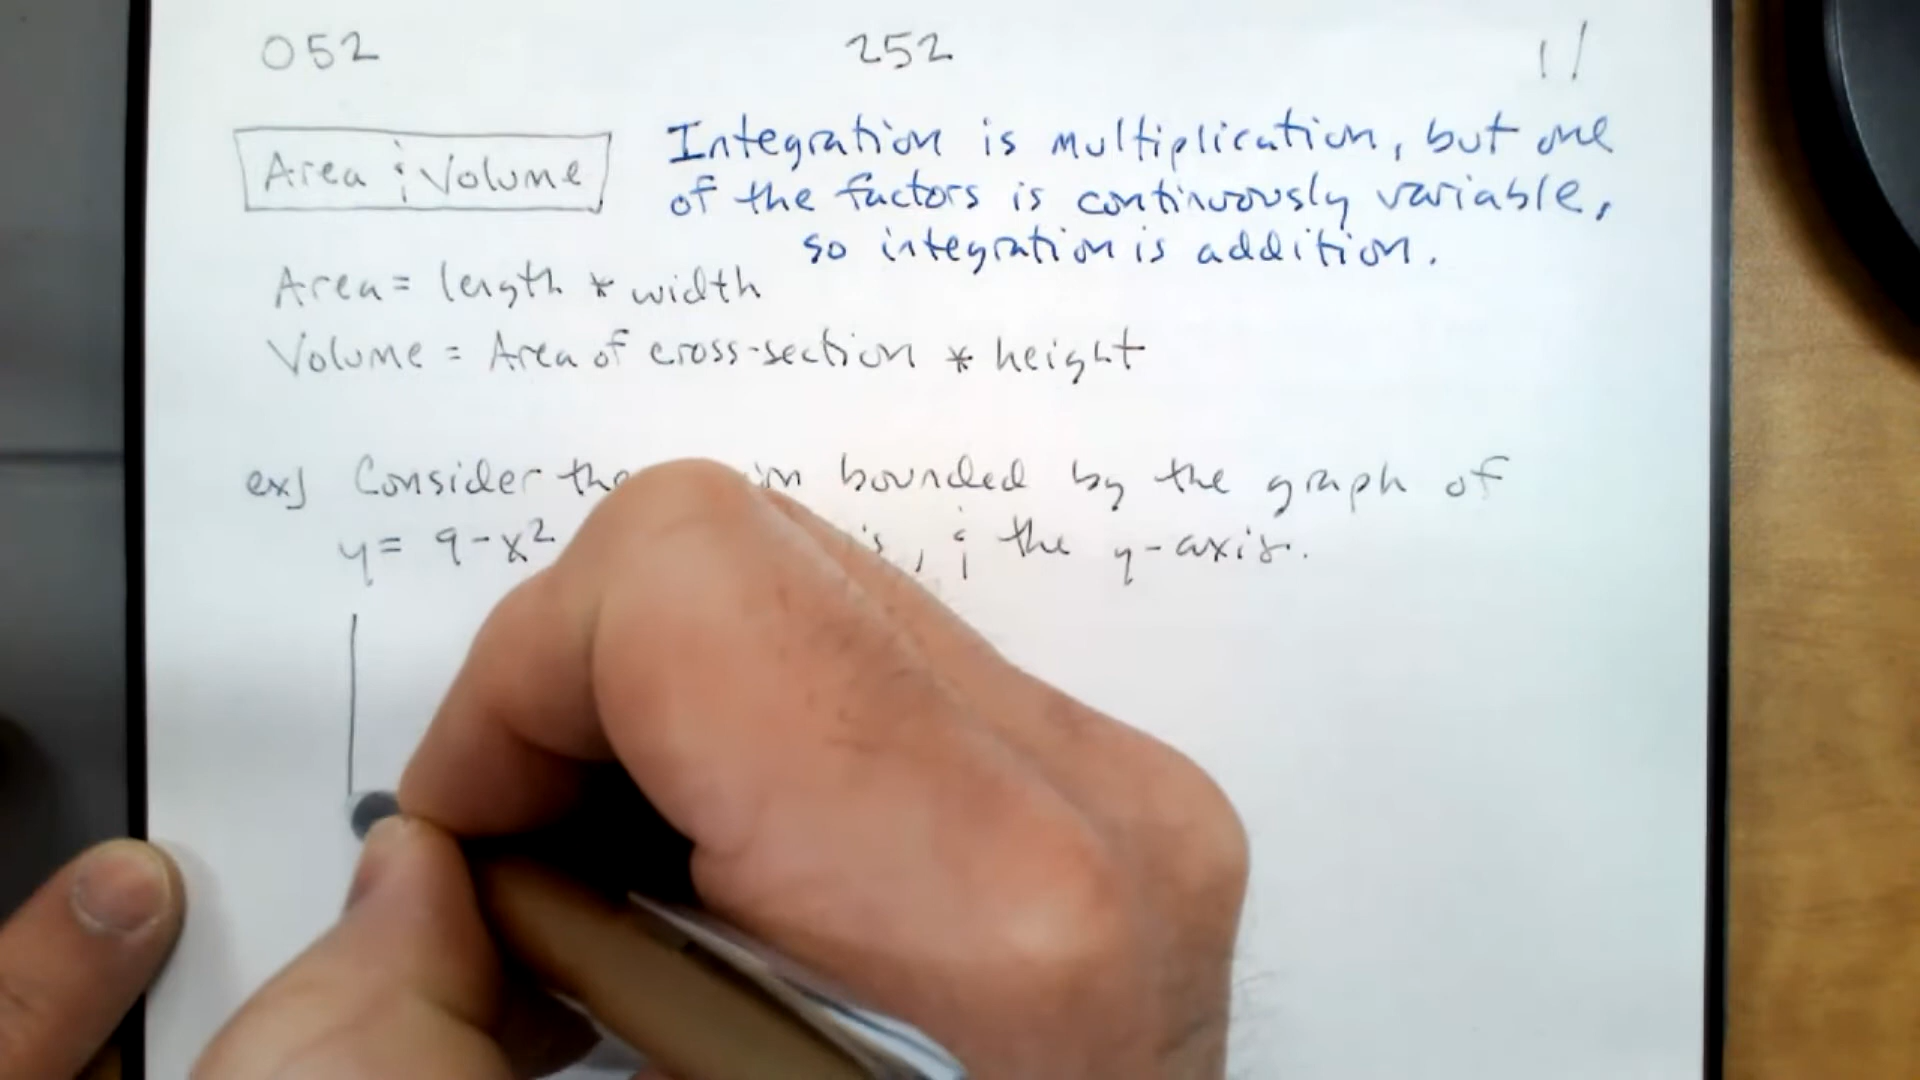 052 252 1/
Area & Volume
Integration is multiplication, but one
of the factors is continuously variable,
so integration is addition.
Area = length * width
Volume = Area of cross-section * height
ex) Consider the bounded by the graph of
y = 9-x² , & the y-axis.